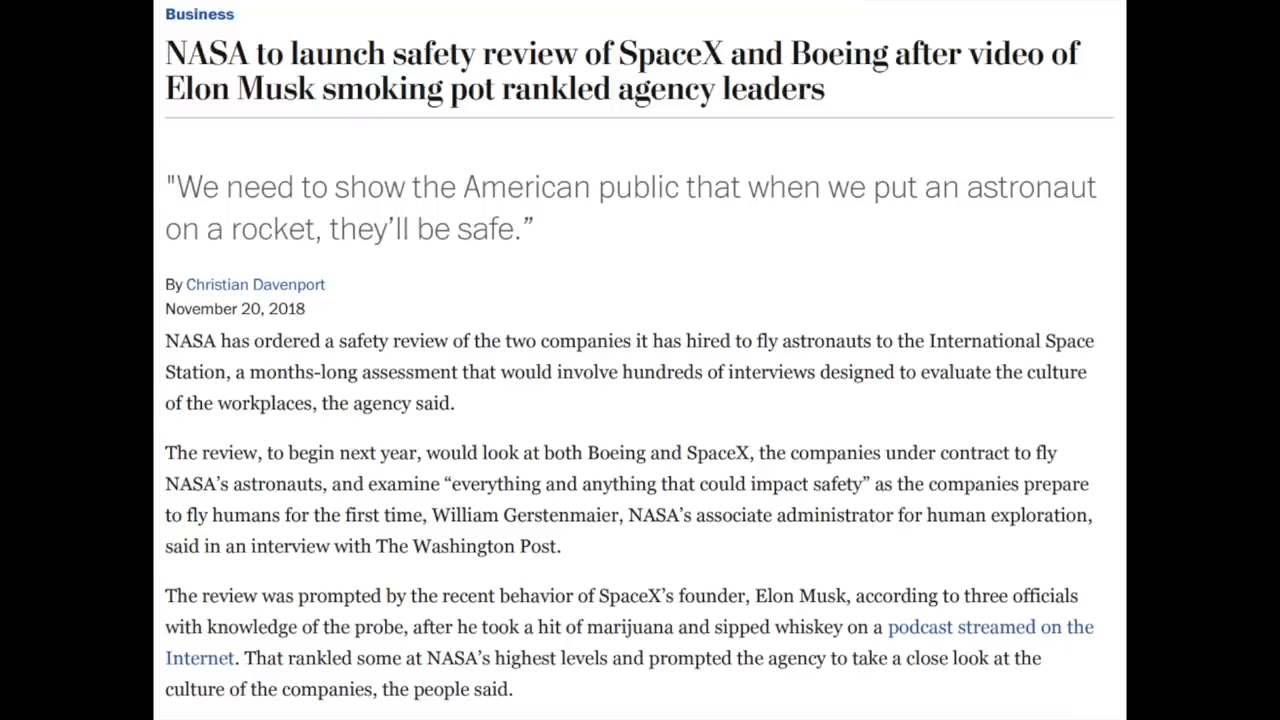 Business
NASA to launch safety review of SpaceX and Boeing after video of
Elon Musk smoking pot rankled agency leaders
"We need to show the American public that when we put an astronaut
on a rocket, they’ll be safe.”
By Christian Davenport
November 20, 2018
NASA has ordered a safety review of the two companies it has hired to fly astronauts to the International Space
Station, a months-long assessment that would involve hundreds of interviews designed to evaluate the culture
of the workplaces, the agency said.
The review, to begin next year, would look at both Boeing and SpaceX, the companies under contract to fly
NASA’s astronauts, and examine “everything and anything that could impact safety” as the companies prepare
to fly humans for the first time, William Gerstenmaier, NASA’s associate administrator for human exploration,
said in an interview with The Washington Post.
The review was prompted by the recent behavior of SpaceX’s founder, Elon Musk, according to three officials
with knowledge of the probe, after he took a hit of marijuana and sipped whiskey on a podcast streamed on the
Internet. That rankled some at NASA’s highest levels and prompted the agency to take a close look at the
culture of the companies, the people said.